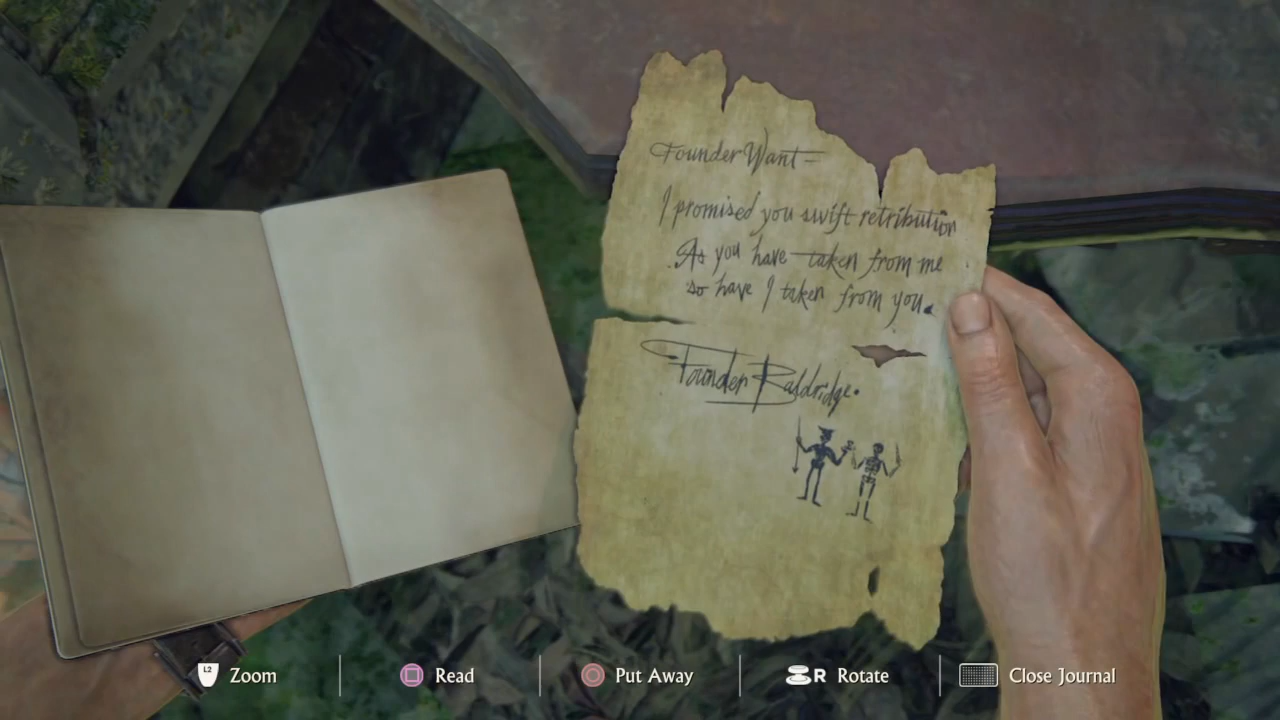 Founder Want-
I promised you swift retribution
As you have taken from me
so have I taken from you.
Founder Baldridge.
L2 Zoom
Read
Put Away
R Rotate
Close Journal